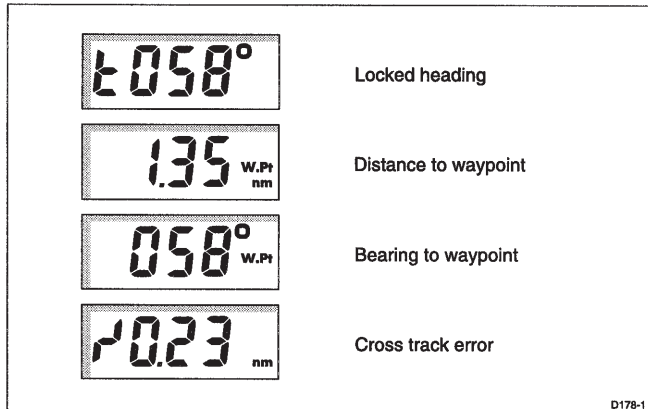 t058°
Locked heading
1.35 W.Pt nm
Distance to waypoint
058° W.Pt
Bearing to waypoint
0.23 nm
Cross track error
D178-1